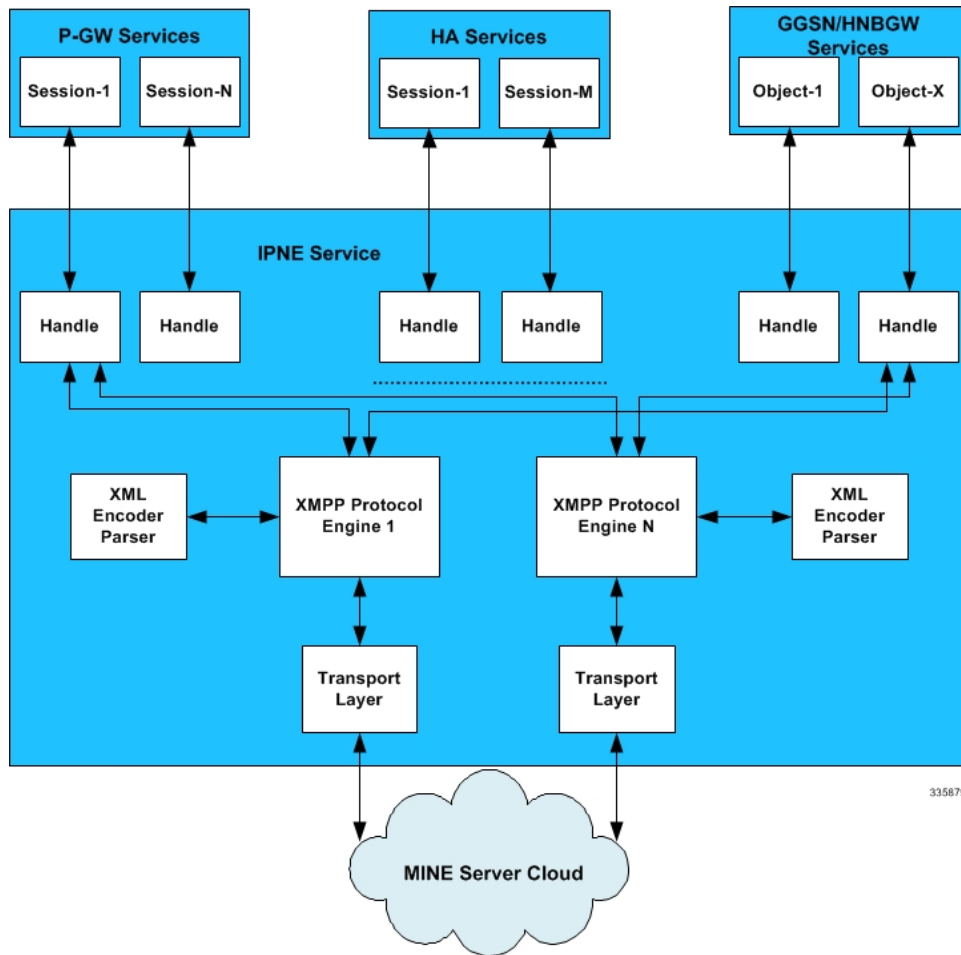 P-GW Services
HA Services
GGSN/HNBGW
Services
Session-1
Session-N
Session-1
Session-M
Object-1
Object-X
IPNE Service
Handle
Handle
Handle
Handle
Handle
Handle
XML
Encoder
Parser
XMPP Protocol
Engine 1
XMPP Protocol
Engine N
XML
Encoder
Parser
Transport
Layer
Transport
Layer
335875
MINE Server Cloud